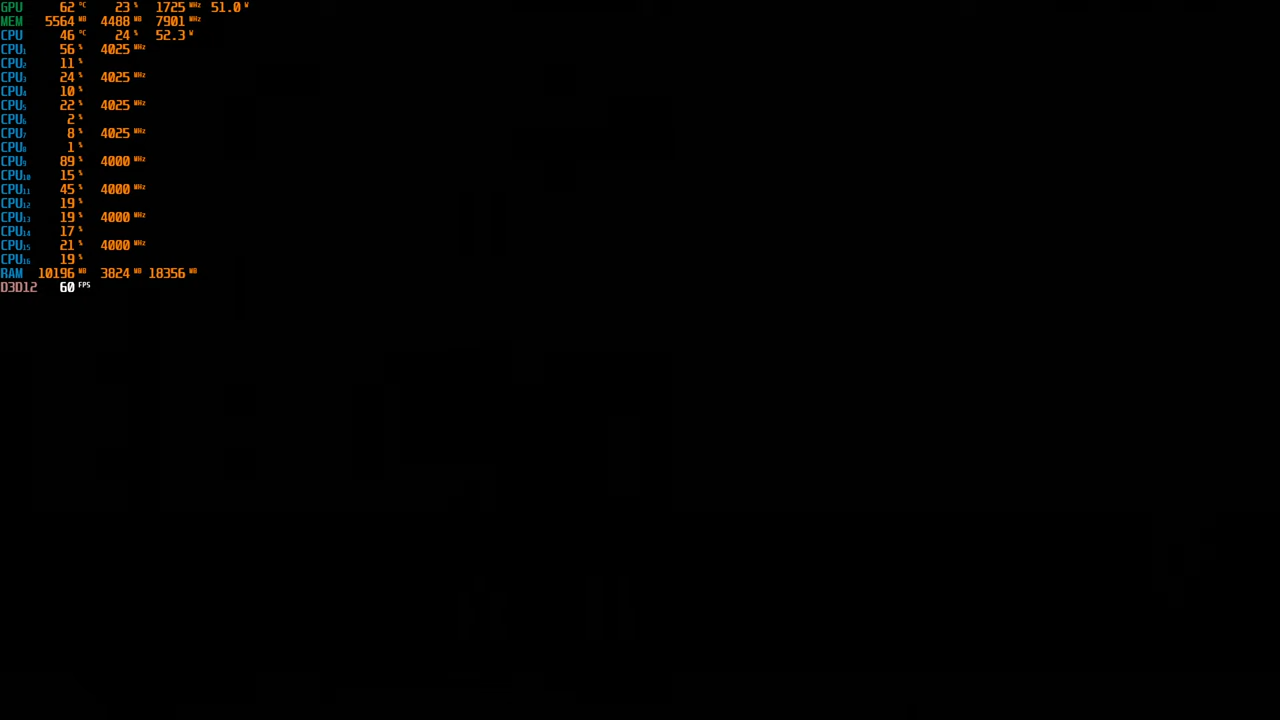 GPU 62 °C 23 % 1725 MHz 51.0 W
MEM 5564 MB 4488 MB 7901 MHz
CPU 46 °C 24 % 52.3 W
CPU1 56 % 4025 MHz
CPU2 11 %
CPU3 24 % 4025 MHz
CPU4 10 %
CPU5 22 % 4025 MHz
CPU6 2 %
CPU7 8 % 4025 MHz
CPU8 1 %
CPU9 89 % 4000 MHz
CPU10 15 %
CPU11 45 % 4000 MHz
CPU12 19 %
CPU13 19 % 4000 MHz
CPU14 17 %
CPU15 21 % 4000 MHz
CPU16 19 %
RAM 10196 MB 3824 MB 18356 MB
D3D12 60 FPS